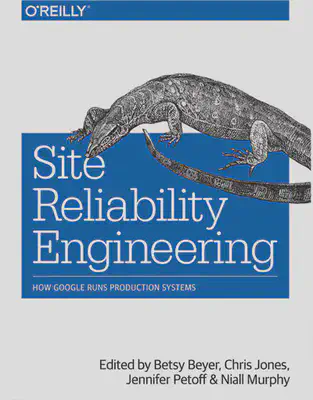 O'REILLY
Site
Reliability
Engineering
HOW GOOGLE RUNS PRODUCTION SYSTEMS
Edited by Betsy Beyer, Chris Jones,
Jennifer Petoff & Niall Murphy